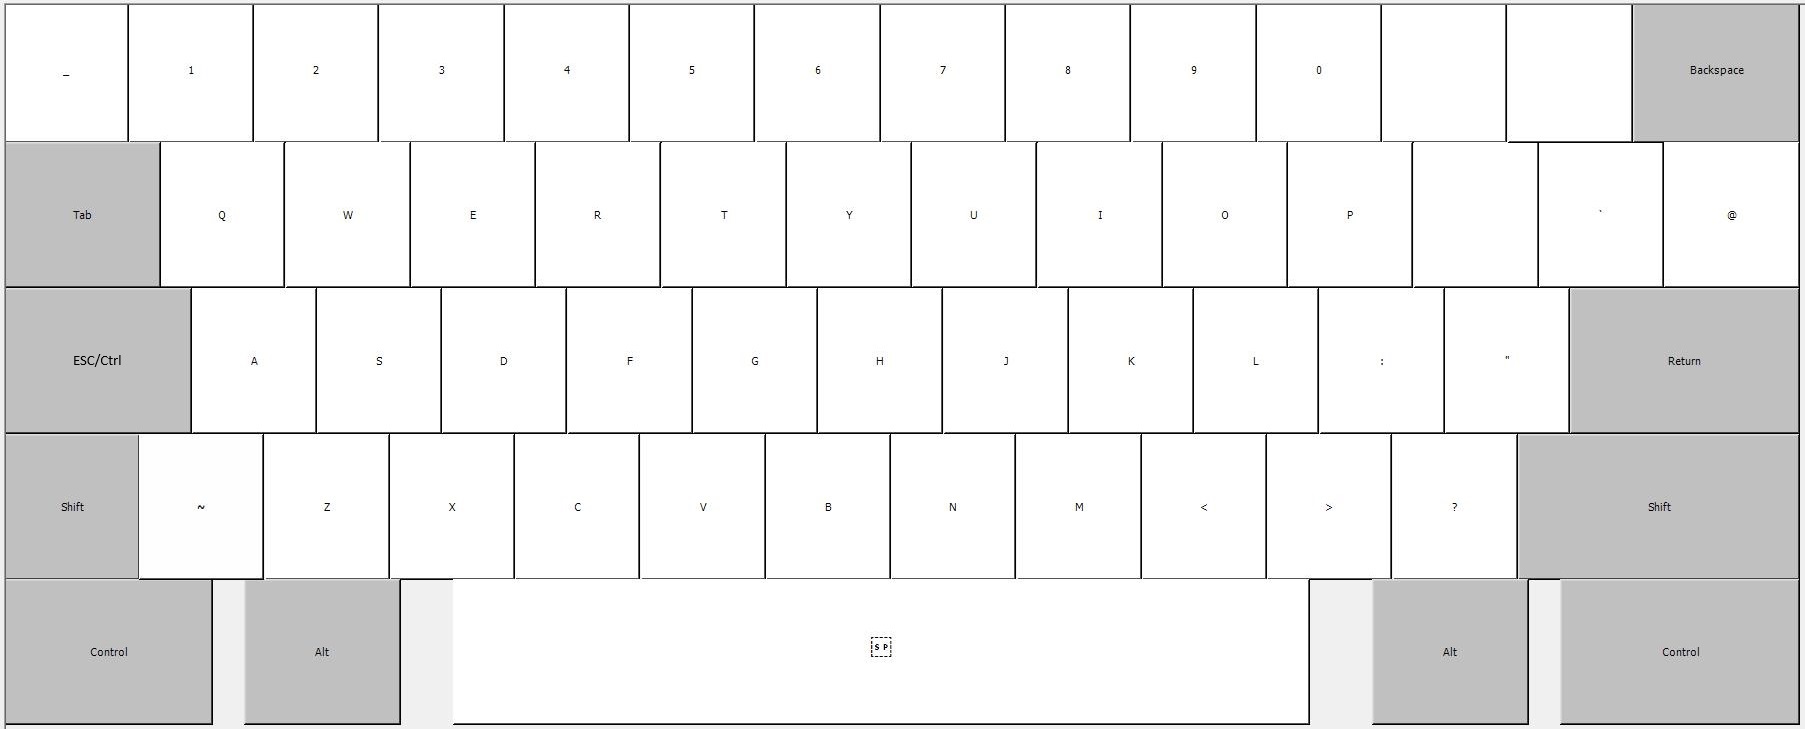 _ 1 2 3 4 5 6 7 8 9 0 Backspace
Tab Q W E R T Y U I O P ` @
ESC/Ctrl A S D F G H J K L : " Return
Shift ~ Z X C V B N M < > ? Shift
Control Alt SP Alt Control